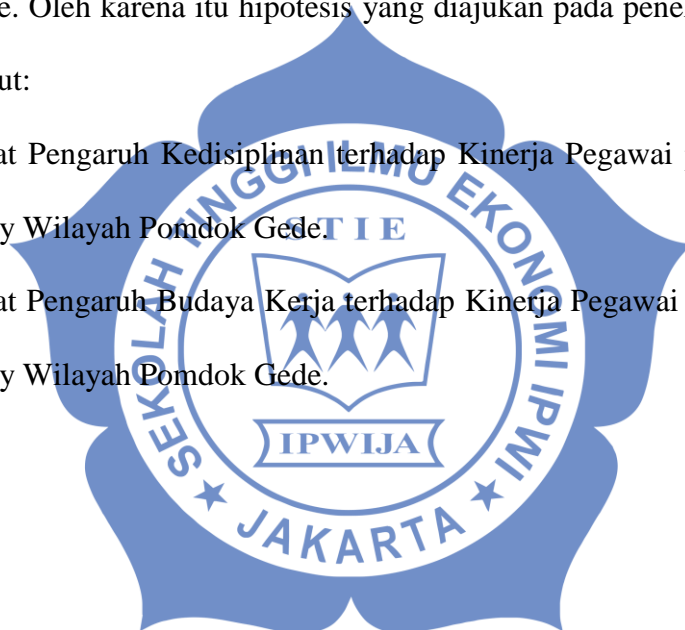 e. Oleh karena itu hipotesis yang diajukan pada pene
ut:
at Pengaruh Kedisiplinan terhadap Kinerja Pegawai
y Wilayah Pomdok Gede.
at Pengaruh Budaya Kerja terhadap Kinerja Pegawai
y Wilayah Pomdok Gede.
SEKOLAH TINGGI ILMU EKONOMI IPWI
STIE
IPWIJA
JAKARTA